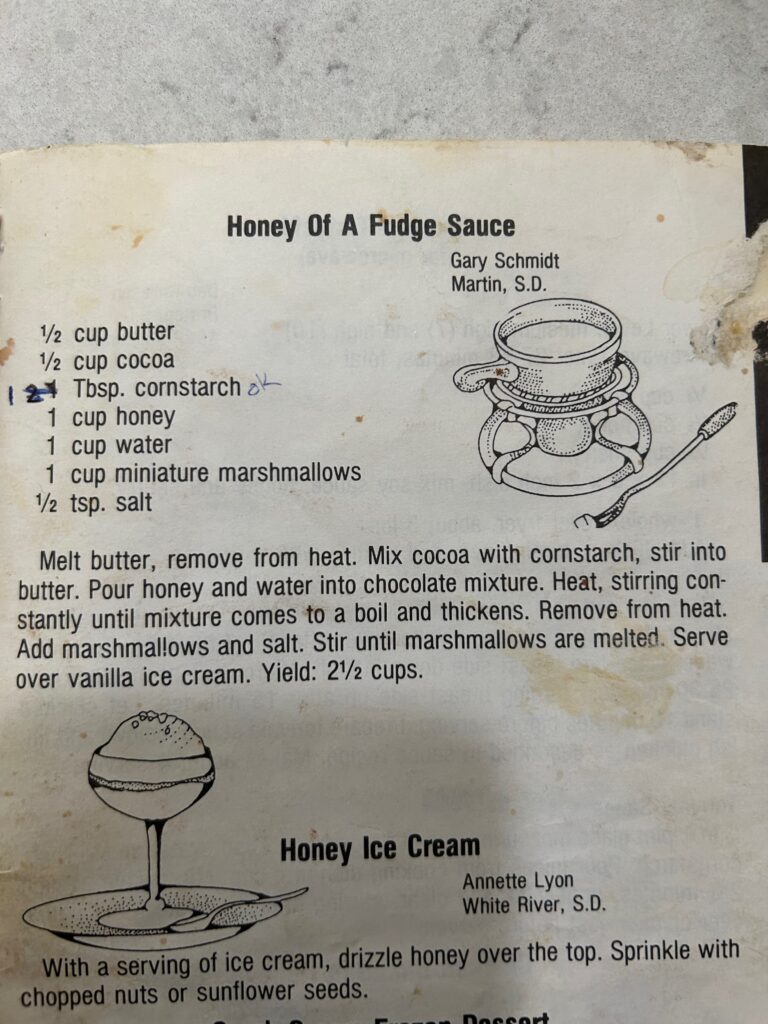 Honey Of A Fudge Sauce
Gary Schmidt
Martin, S.D.
½ cup butter
½ cup cocoa
1 2 1 Tbsp. cornstarch ok
1 cup honey
1 cup water
1 cup miniature marshmallows
½ tsp. salt
Melt butter, remove from heat. Mix cocoa with cornstarch, stir into
butter. Pour honey and water into chocolate mixture. Heat, stirring con-
stantly until mixture comes to a boil and thickens. Remove from heat.
Add marshmallows and salt. Stir until marshmallows are melted. Serve
over vanilla ice cream. Yield: 2½ cups.
Honey Ice Cream
Annette Lyon
White River, S.D.
With a serving of ice cream, drizzle honey over the top. Sprinkle with
chopped nuts or sunflower seeds.
Frozen Dessert